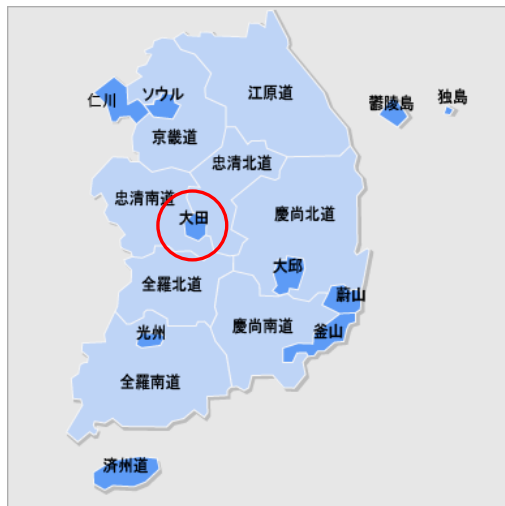 江原道
ソウル
仁川
鬱陵島
独島
京畿道
忠清北道
忠清南道
大田
慶尚北道
大邱
全羅北道
蔚山
慶尚南道
釜山
光州
全羅南道
済州道